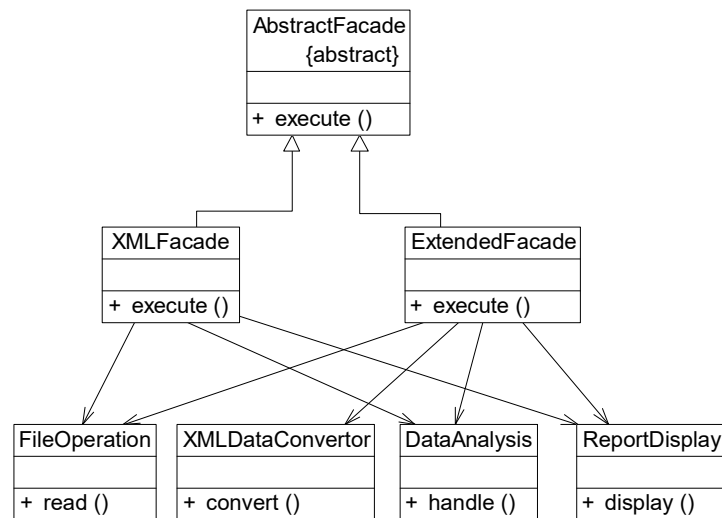 AbstractFacade
{abstract}
+ execute ()
XMLFacade
+ execute ()
ExtendedFacade
+ execute ()
FileOperation
+ read ()
XMLDataConvertor
+ convert ()
DataAnalysis
+ handle ()
ReportDisplay
+ display ()